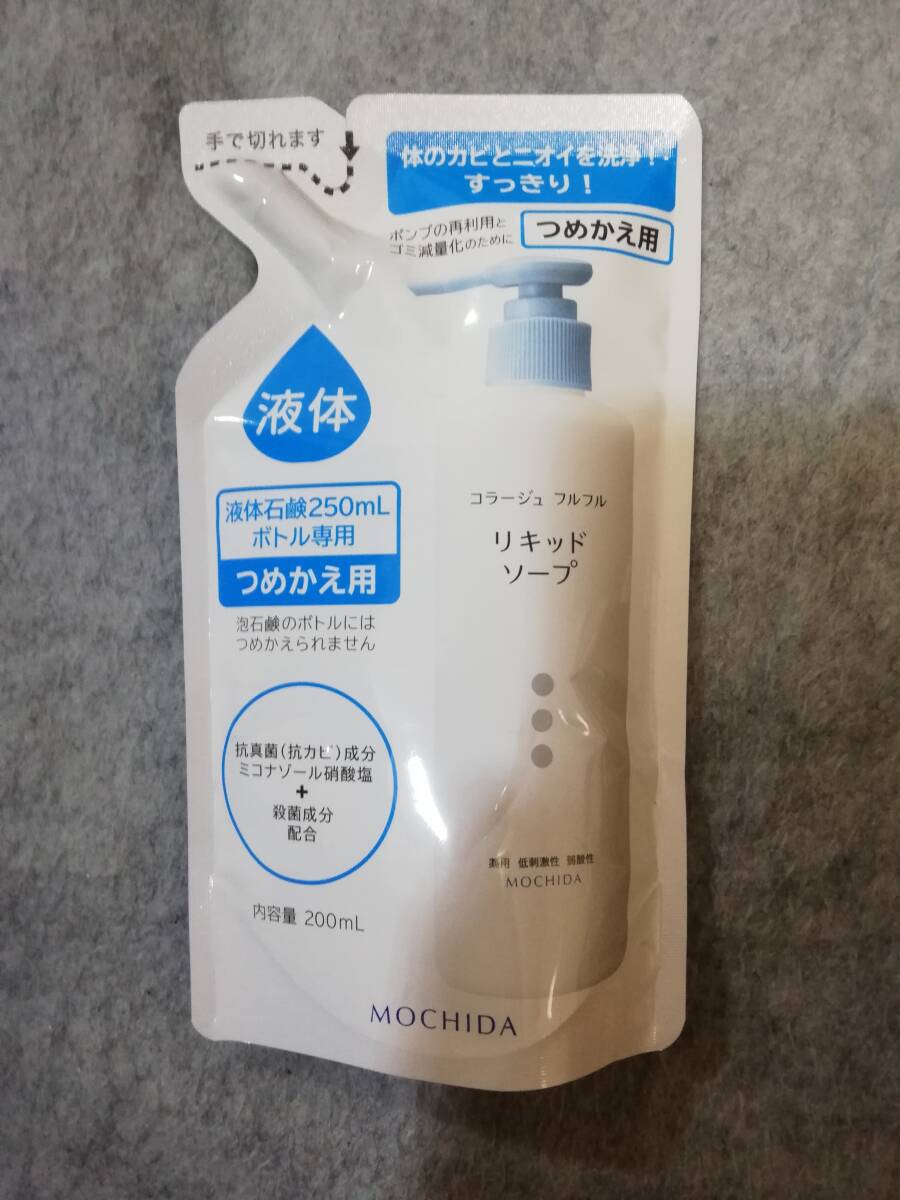 手で切れます
体のカビとニオイを洗浄!
すっきり!
ポンプの再利用と
ゴミ減量化のために
つめかえ用
液体
液体石鹸250mL
ボトル専用
つめかえ用
泡石鹸のボトルには
つめかえられません
抗真菌(抗カビ)成分
ミコナゾール硝酸塩
+
殺菌成分
配合
内容量 200mL
コラージュ フルフル
リキッド
ソープ
薬用 低刺激性 弱酸性
MOCHIDA
MOCHIDA